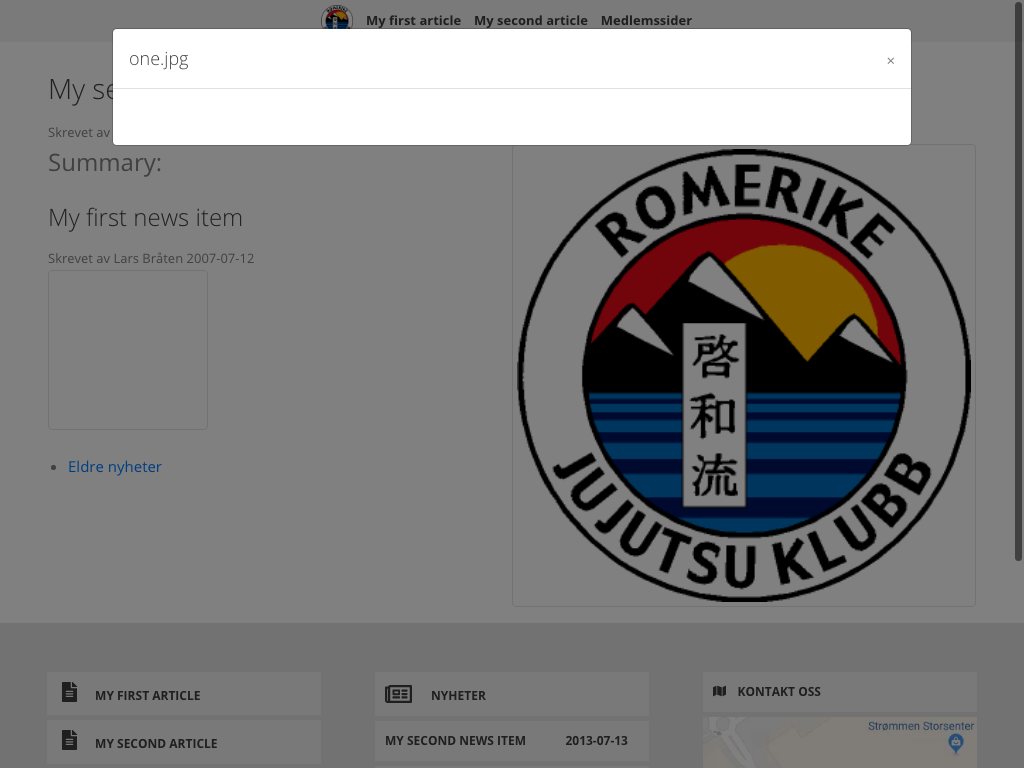 My first article My second article Medlemssider
one.jpg ×
My se
Skrevet av
Summary:
My first news item
Skrevet av Lars Bråten 2007-07-12
Eldre nyheter
ROMERIKE
啓
和
流
JUJUTSU KLUBB
MY FIRST ARTICLE
MY SECOND ARTICLE
NYHETER
MY SECOND NEWS ITEM 2013-07-13
KONTAKT OSS
Strømmen Storsenter